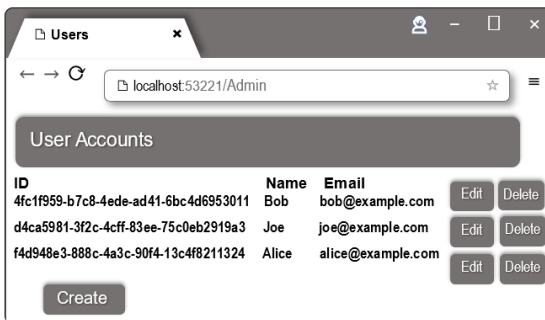 Users
localhost:53221/Admin
User Accounts
ID Name Email
4fc1f959-b7c8-4ede-ad41-6bc4d6953011 Bob bob@example.com Edit Delete
d4ca5981-3f2c-4cff-83ee-75c0eb2919a3 Joe joe@example.com Edit Delete
f4d948e3-888c-4a3c-90f4-13c4f8211324 Alice alice@example.com Edit Delete
Create